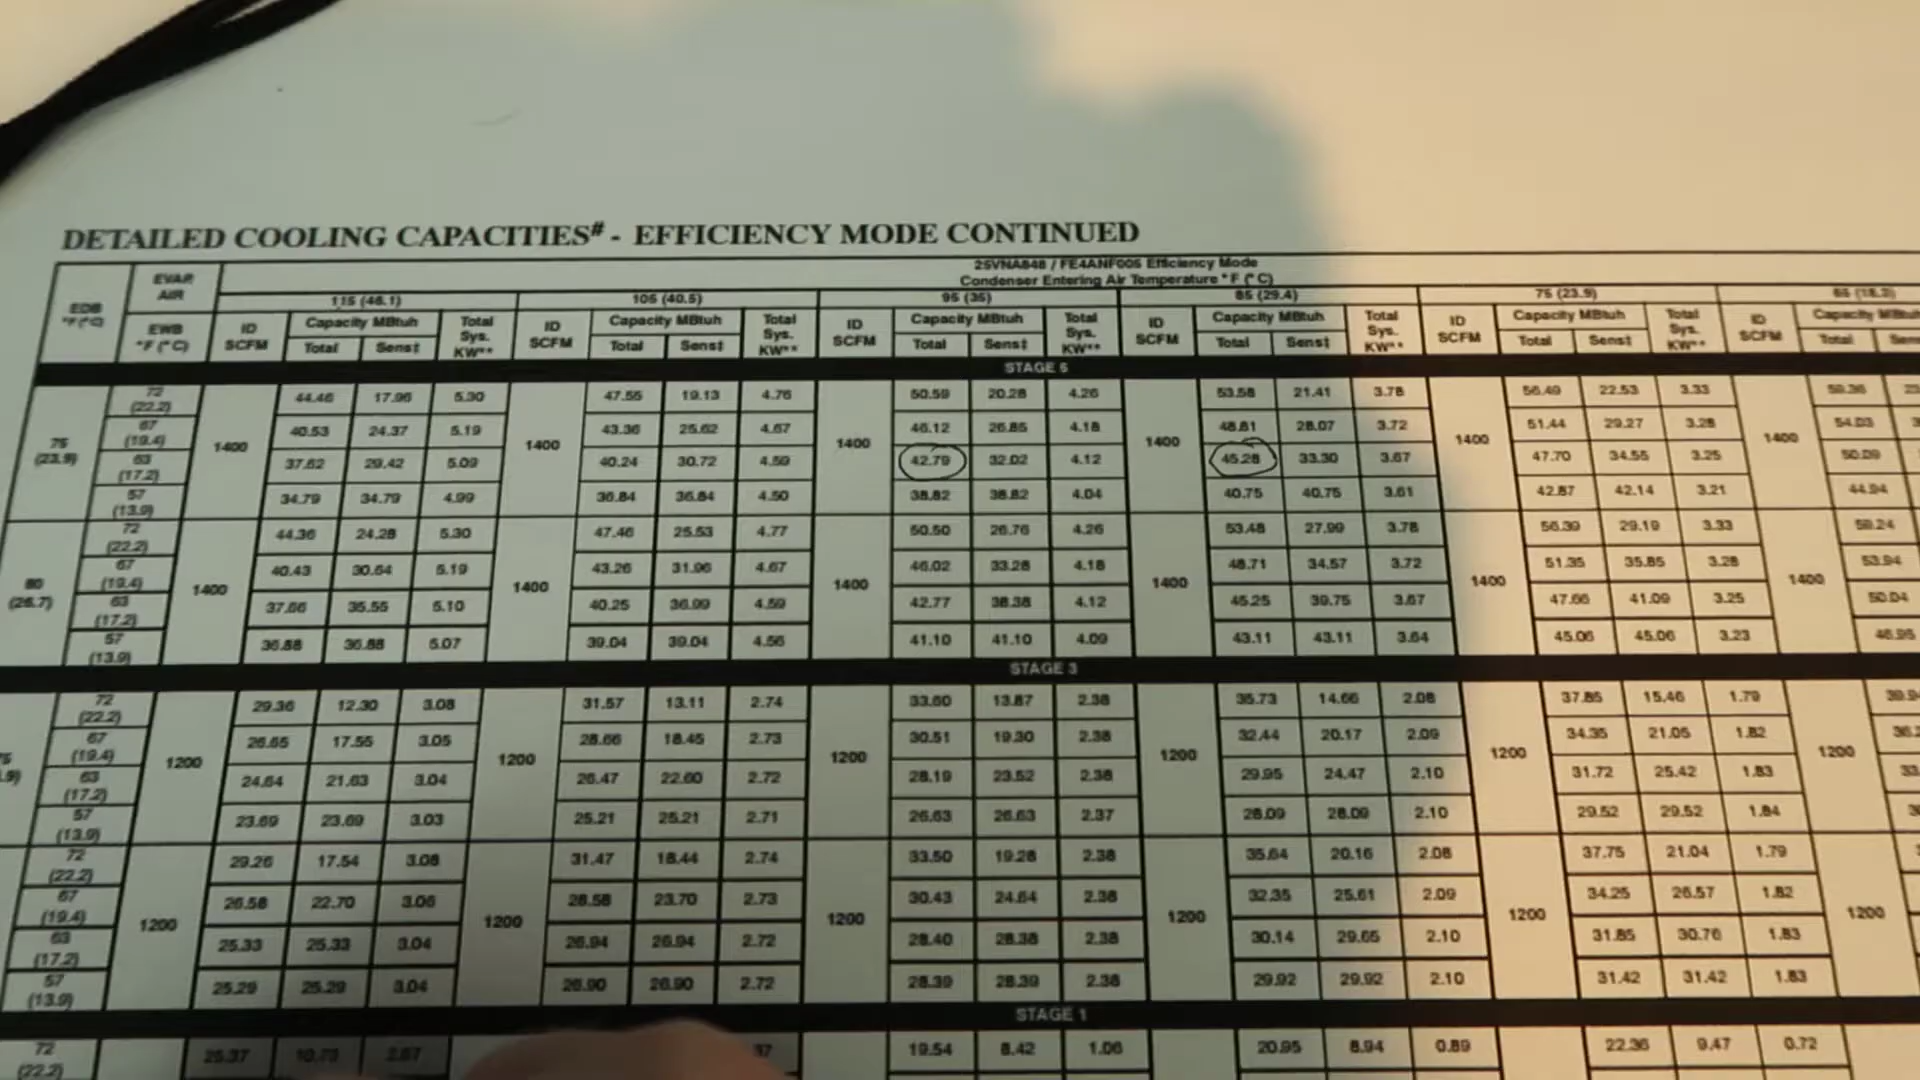 DETAILED COOLING CAPACITIES# - EFFICIENCY MODE CONTINUED
25VNA848 / FE4ANF005 Efficiency Mode
Condenser Entering Air Temperature °F (°C)
EDB °F (°C) EVAP. AIR EWB °F (°C)
115 (46.1) 105 (40.5) 95 (35) 85 (29.4) 75 (23.9) 65 (18.3)
ID SCFM Capacity MBtuh Total Sys. KW** ID SCFM Capacity MBtuh Total Sys. KW** ID SCFM Capacity MBtuh Total Sys. KW** ID SCFM Capacity MBtuh Total Sys. KW** ID SCFM Capacity MBtuh Total Sys. KW** ID SCFM Capacity
Total Sens‡ Total Sens‡ Total Sens‡ Total Sens‡ Total Sens‡ Total
STAGE 5
75 (23.9) 72 (22.2) 1400 44.46 17.96 5.30 1400 47.55 19.13 4.76 1400 50.59 20.28 4.26 1400 53.58 21.41 3.78 1400 56.49 22.53 3.33 1400 59.36
67 (19.4) 40.53 24.37 5.19 43.36 25.62 4.67 46.12 26.85 4.18 48.81 28.07 3.72 51.44 29.27 3.28 54.03
63 (17.2) 37.62 29.42 5.09 40.24 30.72 4.59 42.79 32.02 4.12 45.28 33.30 3.67 47.70 34.55 3.25 50.09
57 (13.9) 34.79 34.79 4.99 36.84 36.84 4.50 38.82 38.82 4.04 40.75 40.75 3.61 42.87 42.14 3.21 44.94
80 (26.7) 72 (22.2) 1400 44.36 24.28 5.30 1400 47.46 25.53 4.77 1400 50.50 26.76 4.26 1400 53.48 27.99 3.78 1400 56.39 29.19 3.33 1400 59.24
67 (19.4) 40.43 30.64 5.19 43.26 31.96 4.67 46.02 33.28 4.18 48.71 34.57 3.72 51.35 35.85 3.28 53.94
63 (17.2) 37.66 35.55 5.10 40.25 36.99 4.59 42.77 38.38 4.12 45.25 39.75 3.67 47.66 41.09 3.25 50.04
57 (13.9) 36.88 36.88 5.07 39.04 39.04 4.56 41.10 41.10 4.09 43.11 43.11 3.64 45.06 45.06 3.23 46.95
STAGE 3
72 (22.2) 1200 29.36 12.30 3.08 1200 31.57 13.11 2.74 1200 33.60 13.87 2.38 1200 35.73 14.66 2.08 1200 37.85 15.46 1.79 1200
67 (19.4) 26.65 17.55 3.05 28.66 18.45 2.73 30.51 19.30 2.38 32.44 20.17 2.09 34.35 21.05 1.82
63 (17.2) 24.64 21.63 3.04 26.47 22.60 2.72 28.19 23.52 2.38 29.95 24.47 2.10 31.72 25.42 1.83
57 (13.9) 23.69 23.69 3.03 25.21 25.21 2.71 26.63 26.63 2.37 28.09 28.09 2.10 29.52 29.52 1.84
72 (22.2) 1200 29.26 17.54 3.08 1200 31.47 18.44 2.74 1200 33.50 19.28 2.38 1200 35.64 20.16 2.08 1200 37.75 21.04 1.79 1200
67 (19.4) 26.58 22.70 3.06 28.58 23.70 2.73 30.43 24.64 2.38 32.35 25.61 2.09 34.25 26.57 1.82
63 (17.2) 25.33 25.33 3.04 26.94 26.94 2.72 28.40 28.38 2.38 30.14 29.65 2.10 31.85 30.76 1.83
57 (13.9) 25.29 25.29 3.04 26.90 26.90 2.72 28.39 28.39 2.38 29.92 29.92 2.10 31.42 31.42 1.83
STAGE 1
72 (22.2) 19.54 8.42 1.06 20.95 8.94 0.89 22.36 9.47 0.72